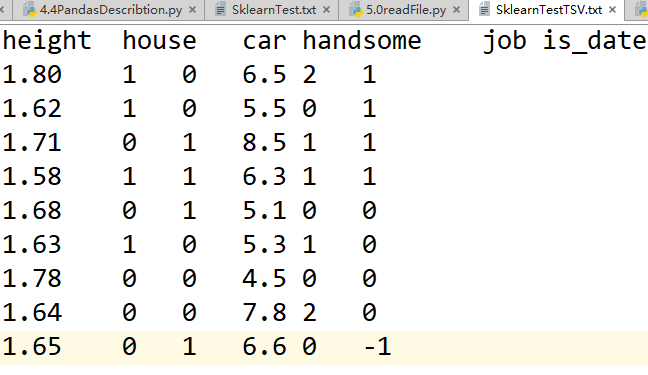 4.4PandasDescribtion.py SklearnTest.txt 5.0readFile.py SklearnTestTSV.txt
height house car handsome job is_date
1.80 1 0 6.5 2 1
1.62 1 0 5.5 0 1
1.71 0 1 8.5 1 1
1.58 1 1 6.3 1 1
1.68 0 1 5.1 0 0
1.63 1 0 5.3 1 0
1.78 0 0 4.5 0 0
1.64 0 0 7.8 2 0
1.65 0 1 6.6 0 -1